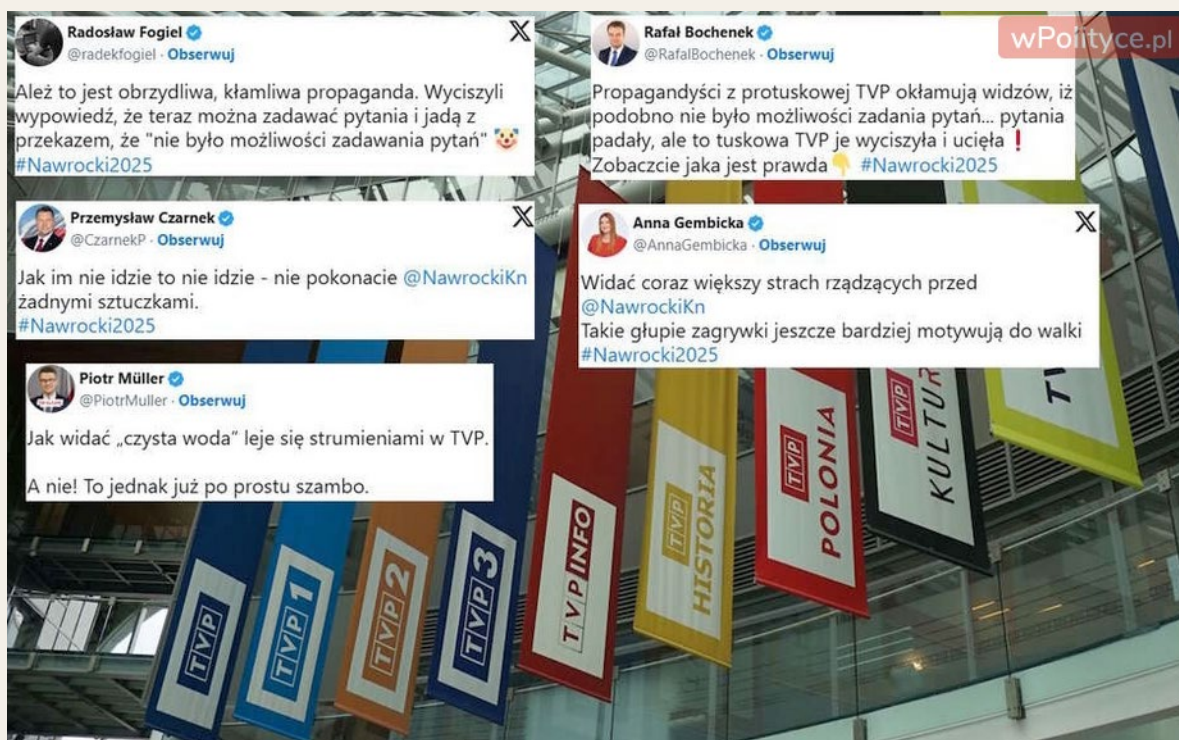 Radosław Fogiel
@radekfogiel · Obserwuj
Ależ to jest obrzydliwa, kłamliwa propaganda. Wyciszyli
wypowiedź, że teraz można zadawać pytania i jadą z
przekazem, że "nie było możliwości zadawania pytań" 🤡
#Nawrocki2025
Rafał Bochenek
@RafalBochenek · Obserwuj
wPolityce.pl
Propagandyści z protuskowej TVP okłamują widzów, iż
podobno nie było możliwości zadania pytań... pytania
padały, ale to tuskowa TVP je wyciszyła i ucięła❗
Zobaczcie jaka jest prawda👇 #Nawrocki2025
Przemysław Czarnek
@CzarnekP · Obserwuj
Jak im nie idzie to nie idzie - nie pokonacie @NawrockiKn
żadnymi sztuczkami.
#Nawrocki2025
Anna Gembicka
@AnnaGembicka · Obserwuj
Widać coraz większy strach rządzących przed
@NawrockiKn
Takie głupie zagrywki jeszcze bardziej motywują do walki
#Nawrocki2025
Piotr Müller
@PiotrMuller · Obserwuj
Jak widać „czysta woda" leje się strumieniami w TVP.
A nie! To jednak już po prostu szambo.
TVP
TVP 1
TVP 2
TVP 3
TVP INFO
TVP HISTORIA
TVP POLONIA
TVP KULTUR
TV